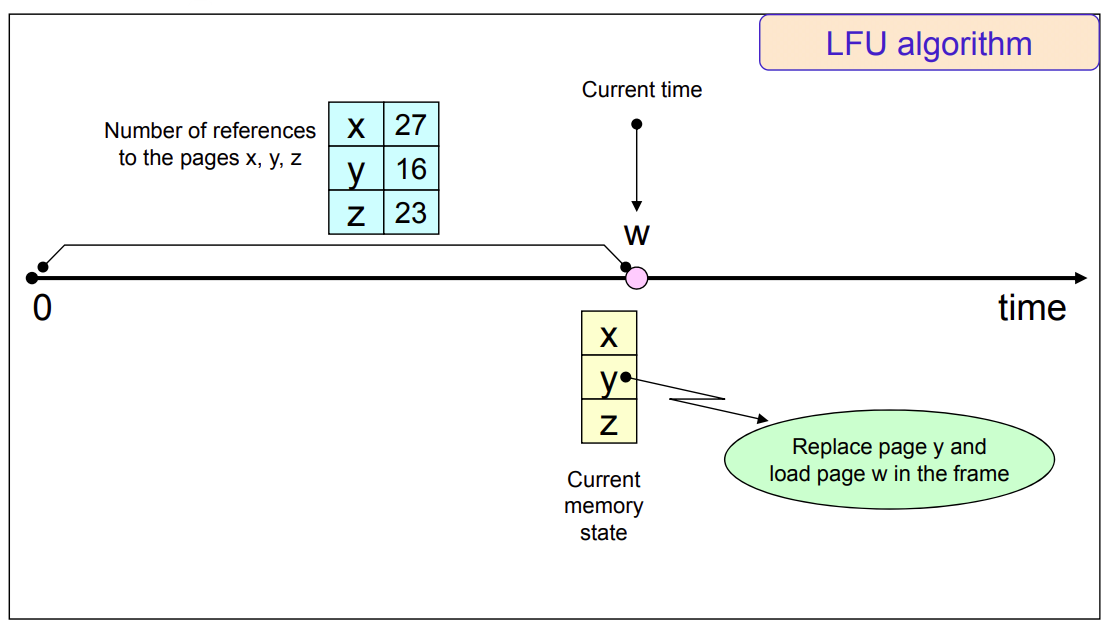 LFU algorithm
Current time
Number of references
to the pages x, y, z
x 27
y 16
z 23
w
0
time
x
y
z
Replace page y and
load page w in the frame
Current
memory
state